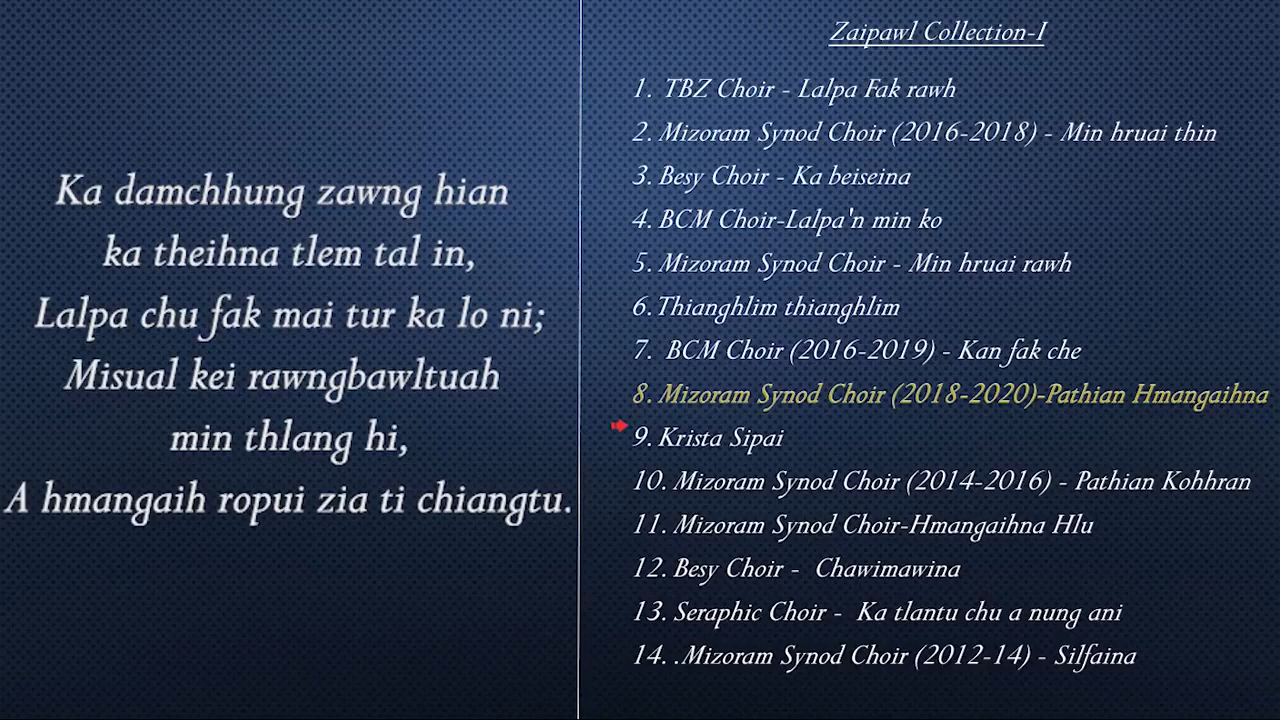 Ka damchhung zawng hian
ka theihna tlem tal in,
Lalpa chu fak mai tur ka lo ni;
Misual kei rawngbawltuah
min thlang hi,
A hmangaih ropui zia ti chiangtu.
Zaipawl Collection-I
1. TBZ Choir - Lalpa Fak rawh
2. Mizoram Synod Choir (2016-2018) - Min hruai thin
3. Besy Choir - Ka beiseina
4. BCM Choir-Lalpa'n min ko
5. Mizoram Synod Choir - Min hruai rawh
6. Thianghlim thianghlim
7. BCM Choir (2016-2019) - Kan fak che
8. Mizoram Synod Choir (2018-2020)-Pathian Hmangaihna
9. Krista Sipai
10. Mizoram Synod Choir (2014-2016) - Pathian Kohhran
11. Mizoram Synod Choir-Hmangaihna Hlu
12. Besy Choir - Chawimawina
13. Seraphic Choir - Ka tlantu chu a nung ani
14. .Mizoram Synod Choir (2012-14) - Silfaina